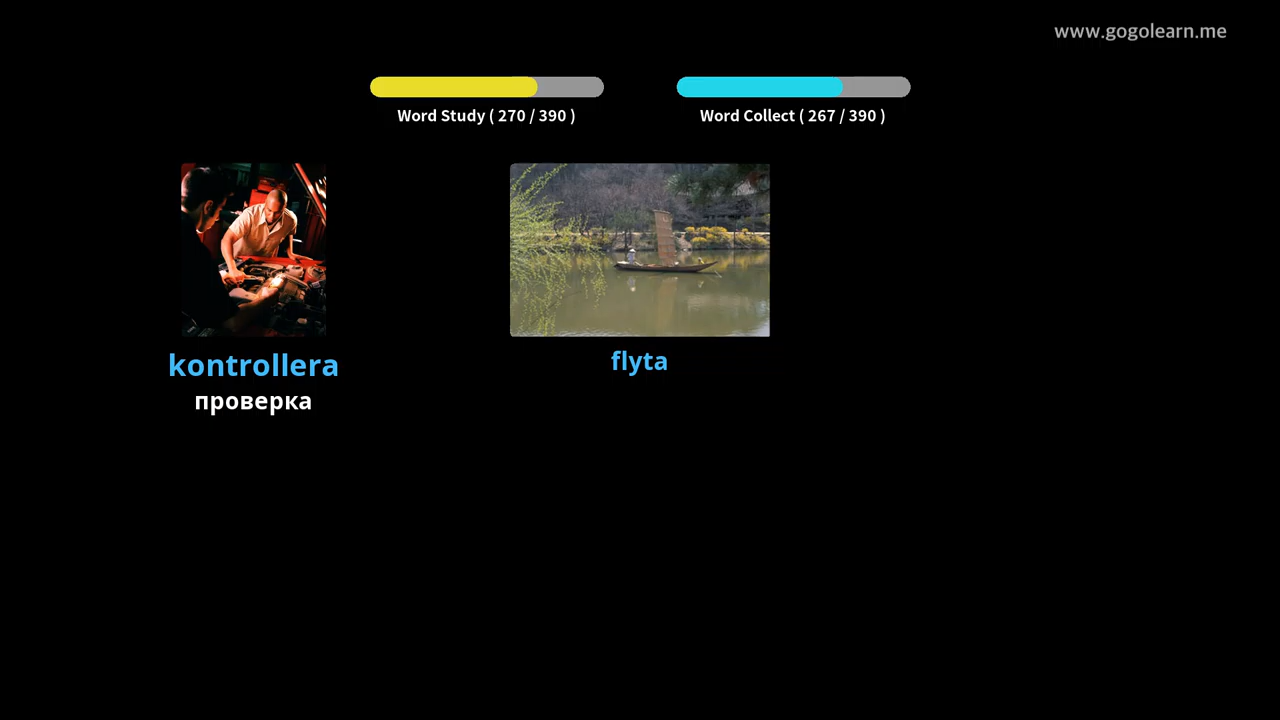 www.gogolearn.me
Word Study ( 270 / 390 )
Word Collect ( 267 / 390 )
kontrollera
проверка
flyta